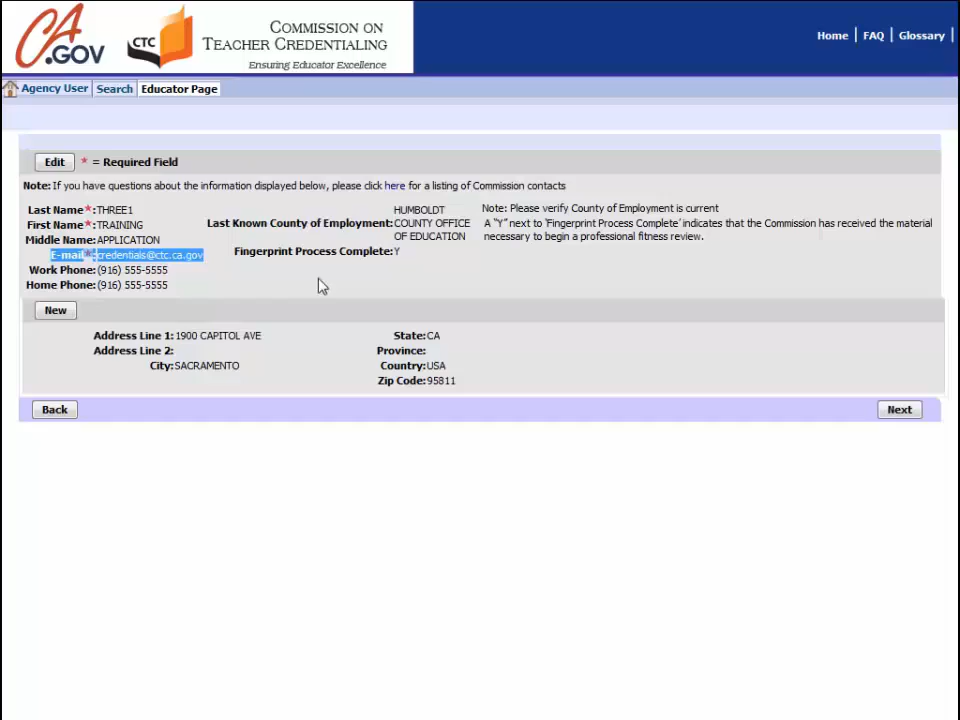 CA
.GOV
CTC
COMMISSION ON
TEACHER CREDENTIALING
Ensuring Educator Excellence
Home | FAQ | Glossary |
Agency User | Search | Educator Page
Edit * = Required Field
Note: If you have questions about the information displayed below, please click here for a listing of Commission contacts
Last Name*: THREE1
First Name*: TRAINING
Middle Name: APPLICATION
E-mail*: credentials@ctc.ca.gov
Work Phone: (916) 555-5555
Home Phone: (916) 555-5555
Last Known County of Employment: HUMBOLDT
COUNTY OFFICE
OF EDUCATION
Fingerprint Process Complete: Y
Note: Please verify County of Employment is current
A "Y" next to 'Fingerprint Process Complete' indicates that the Commission has received the material
necessary to begin a professional fitness review.
New
Address Line 1: 1900 CAPITOL AVE
Address Line 2:
City: SACRAMENTO
State: CA
Province:
Country: USA
Zip Code: 95811
Back
Next